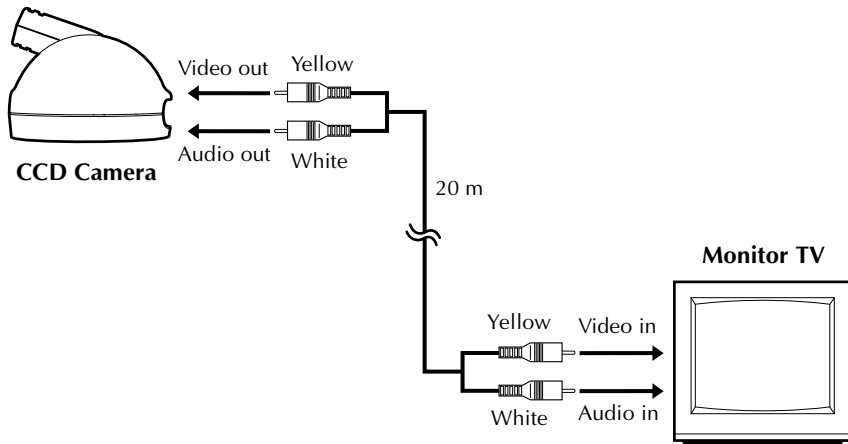 Video out
Yellow
Audio out
White
CCD Camera
20 m
Monitor TV
Yellow
Video in
White
Audio in